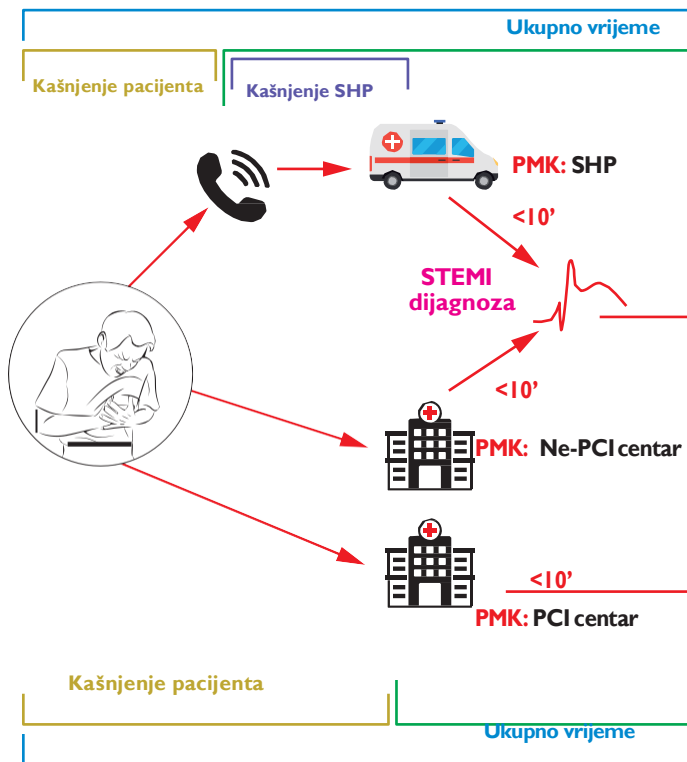 Ukupno vrijeme
Kašnjenje pacijenta
Kašnjenje SHP
PMK: SHP
<10’
STEMI
dijagnoza
<10’
PMK: Ne-PCI centar
<10’
PMK: PCI centar
Kašnjenje pacijenta
Ukupno vrijeme